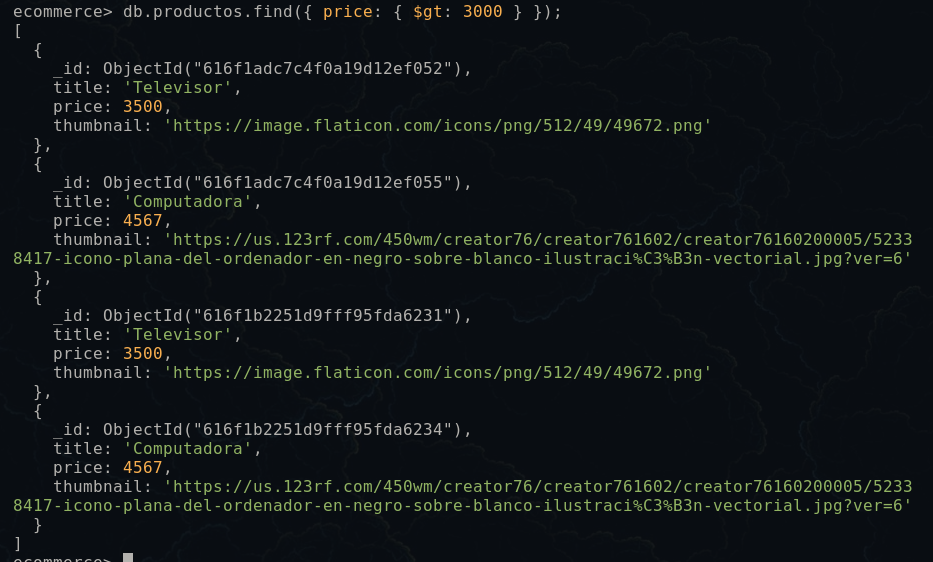 ecommerce> db.productos.find({ price: { $gt: 3000 } });
[
  {
    _id: ObjectId("616f1adc7c4f0a19d12ef052"),
    title: 'Televisor',
    price: 3500,
    thumbnail: 'https://image.flaticon.com/icons/png/512/49/49672.png'
  },
  {
    _id: ObjectId("616f1adc7c4f0a19d12ef055"),
    title: 'Computadora',
    price: 4567,
    thumbnail: 'https://us.123rf.com/450wm/creator76/creator761602/creator76160200005/5233
8417-icono-plana-del-ordenador-en-negro-sobre-blanco-ilustraci%C3%B3n-vectorial.jpg?ver=6'
  },
  {
    _id: ObjectId("616f1b2251d9fff95fda6231"),
    title: 'Televisor',
    price: 3500,
    thumbnail: 'https://image.flaticon.com/icons/png/512/49/49672.png'
  },
  {
    _id: ObjectId("616f1b2251d9fff95fda6234"),
    title: 'Computadora',
    price: 4567,
    thumbnail: 'https://us.123rf.com/450wm/creator76/creator761602/creator76160200005/5233
8417-icono-plana-del-ordenador-en-negro-sobre-blanco-ilustraci%C3%B3n-vectorial.jpg?ver=6'
  }
]
ecommerce>